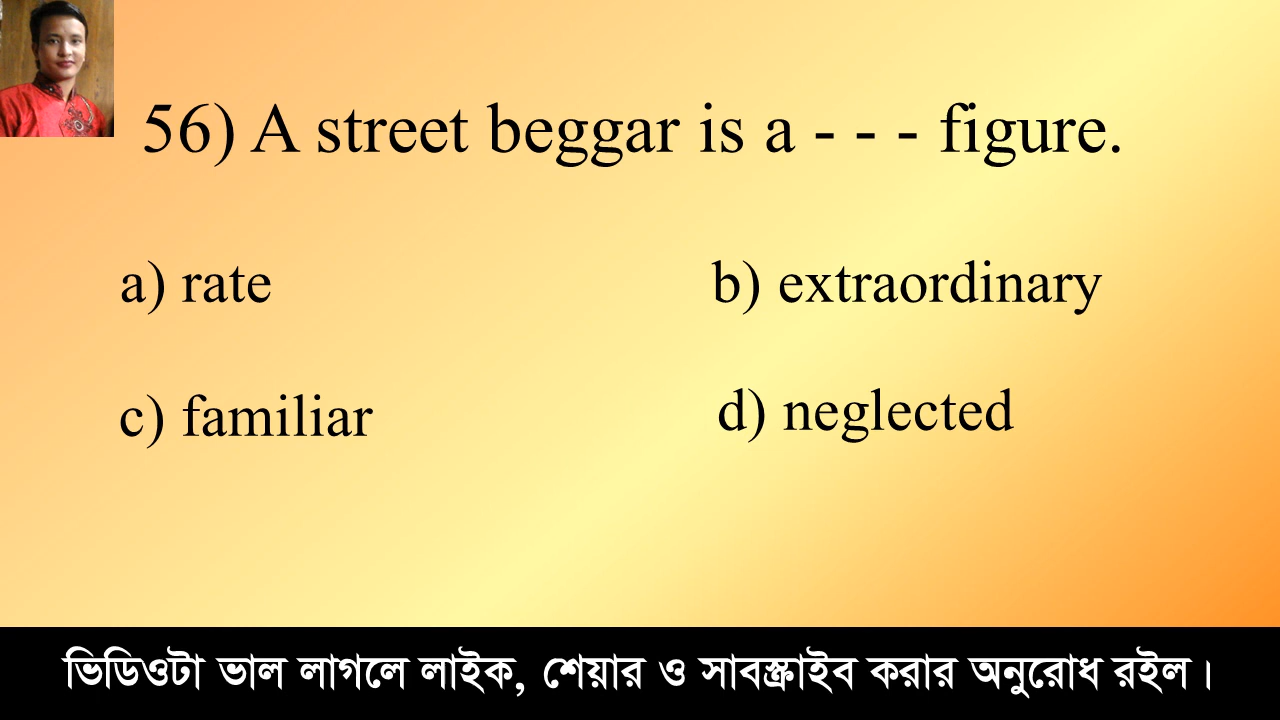 56) A street beggar is a - - - figure.
a) rate
b) extraordinary
c) familiar
d) neglected
ভিডিওটা ভাল লাগলে লাইক, শেয়ার ও সাবস্ক্রাইব করার অনুরোধ রইল।